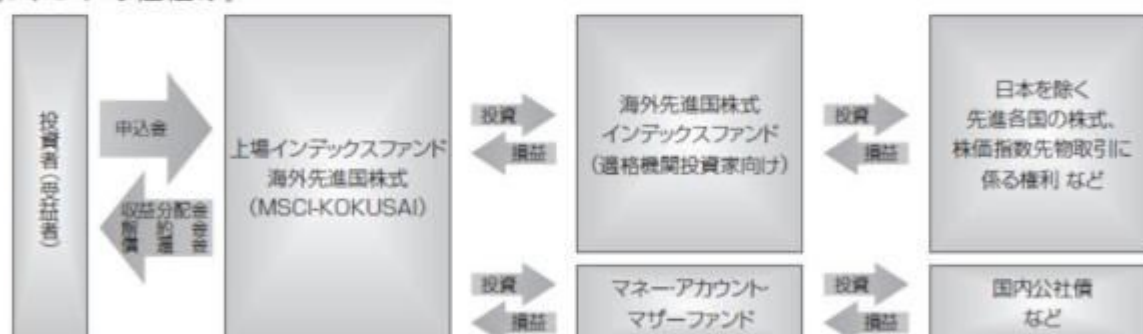 投資者(受益者)
申込金
収益分配金
解約金
償還金
上場インデックスファンド
海外先進国株式
(MSCI-KOKUSAI)
投資
損益
海外先進国株式
インデックスファンド
(適格機関投資家向け)
投資
損益
日本を除く
先進各国の株式、
株価指数先物取引に
係る権利 など
投資
損益
マネー・アカウント・
マザーファンド
投資
損益
国内公社債
など